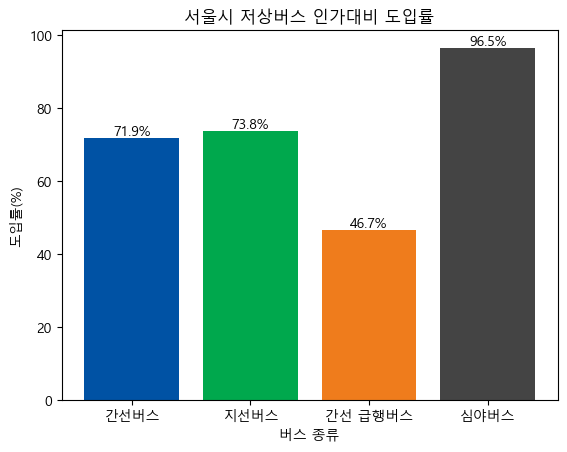 서울시 저상버스 인가대비 도입률
도입률(%)
100
80
60
40
20
0
71.9%
73.8%
46.7%
96.5%
간선버스
지선버스
간선 급행버스
심야버스
버스 종류